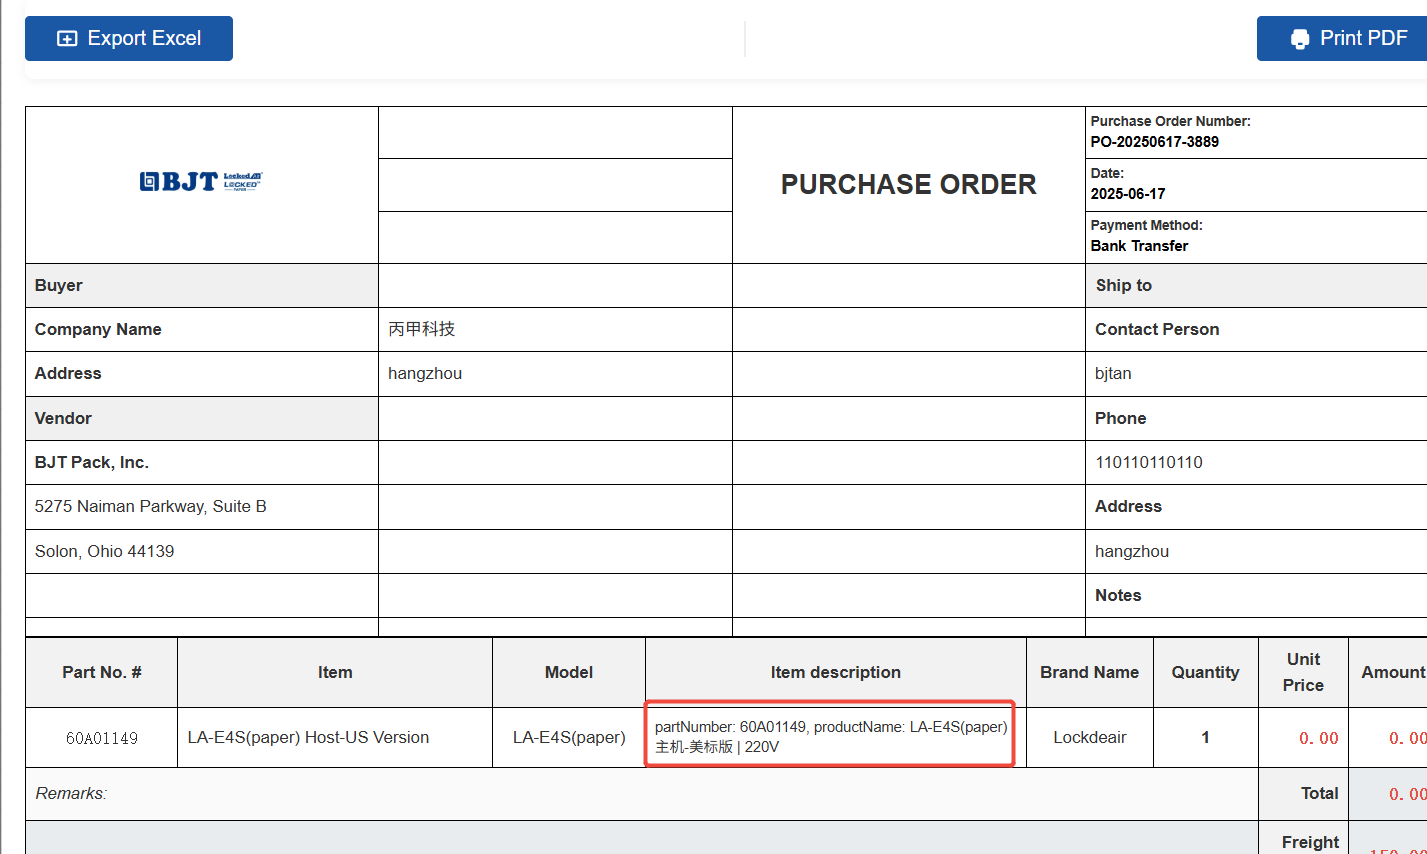 Export Excel
Print PDF
BJT LockedAir
LOCKED
PAPER
PURCHASE ORDER
Purchase Order Number:
PO-20250617-3889
Date:
2025-06-17
Payment Method:
Bank Transfer
Buyer
Ship to
Company Name 丙甲科技
Contact Person
Address hangzhou
bjtan
Vendor
Phone
BJT Pack, Inc.
110110110110
5275 Naiman Parkway, Suite B
Address
Solon, Ohio 44139
hangzhou
Notes
Part No. # Item Model Item description Brand Name Quantity Unit Price Amount
60A01149 LA-E4S(paper) Host-US Version LA-E4S(paper) partNumber: 60A01149, productName: LA-E4S(paper)
主机-美标版 | 220V
Lockdeair 1 0.00 0.00
Remarks:
Total 0.00
Freight